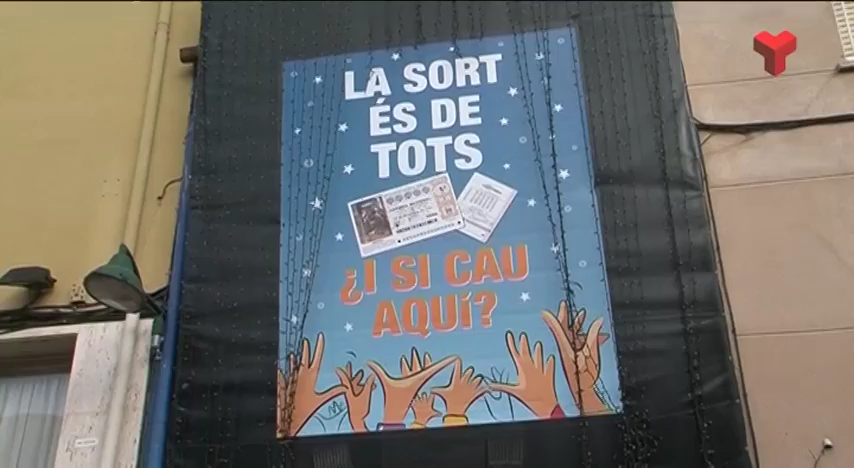 LA SORT
ÉS DE
TOTS
¿I SI CAU
AQUÍ?